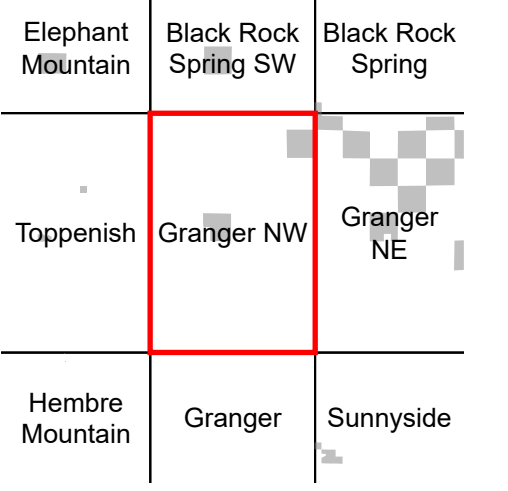 Elephant
Mountain
Black Rock
Spring SW
Black Rock
Spring
Toppenish
Granger NW
Granger
NE
Hembre
Mountain
Granger
Sunnyside